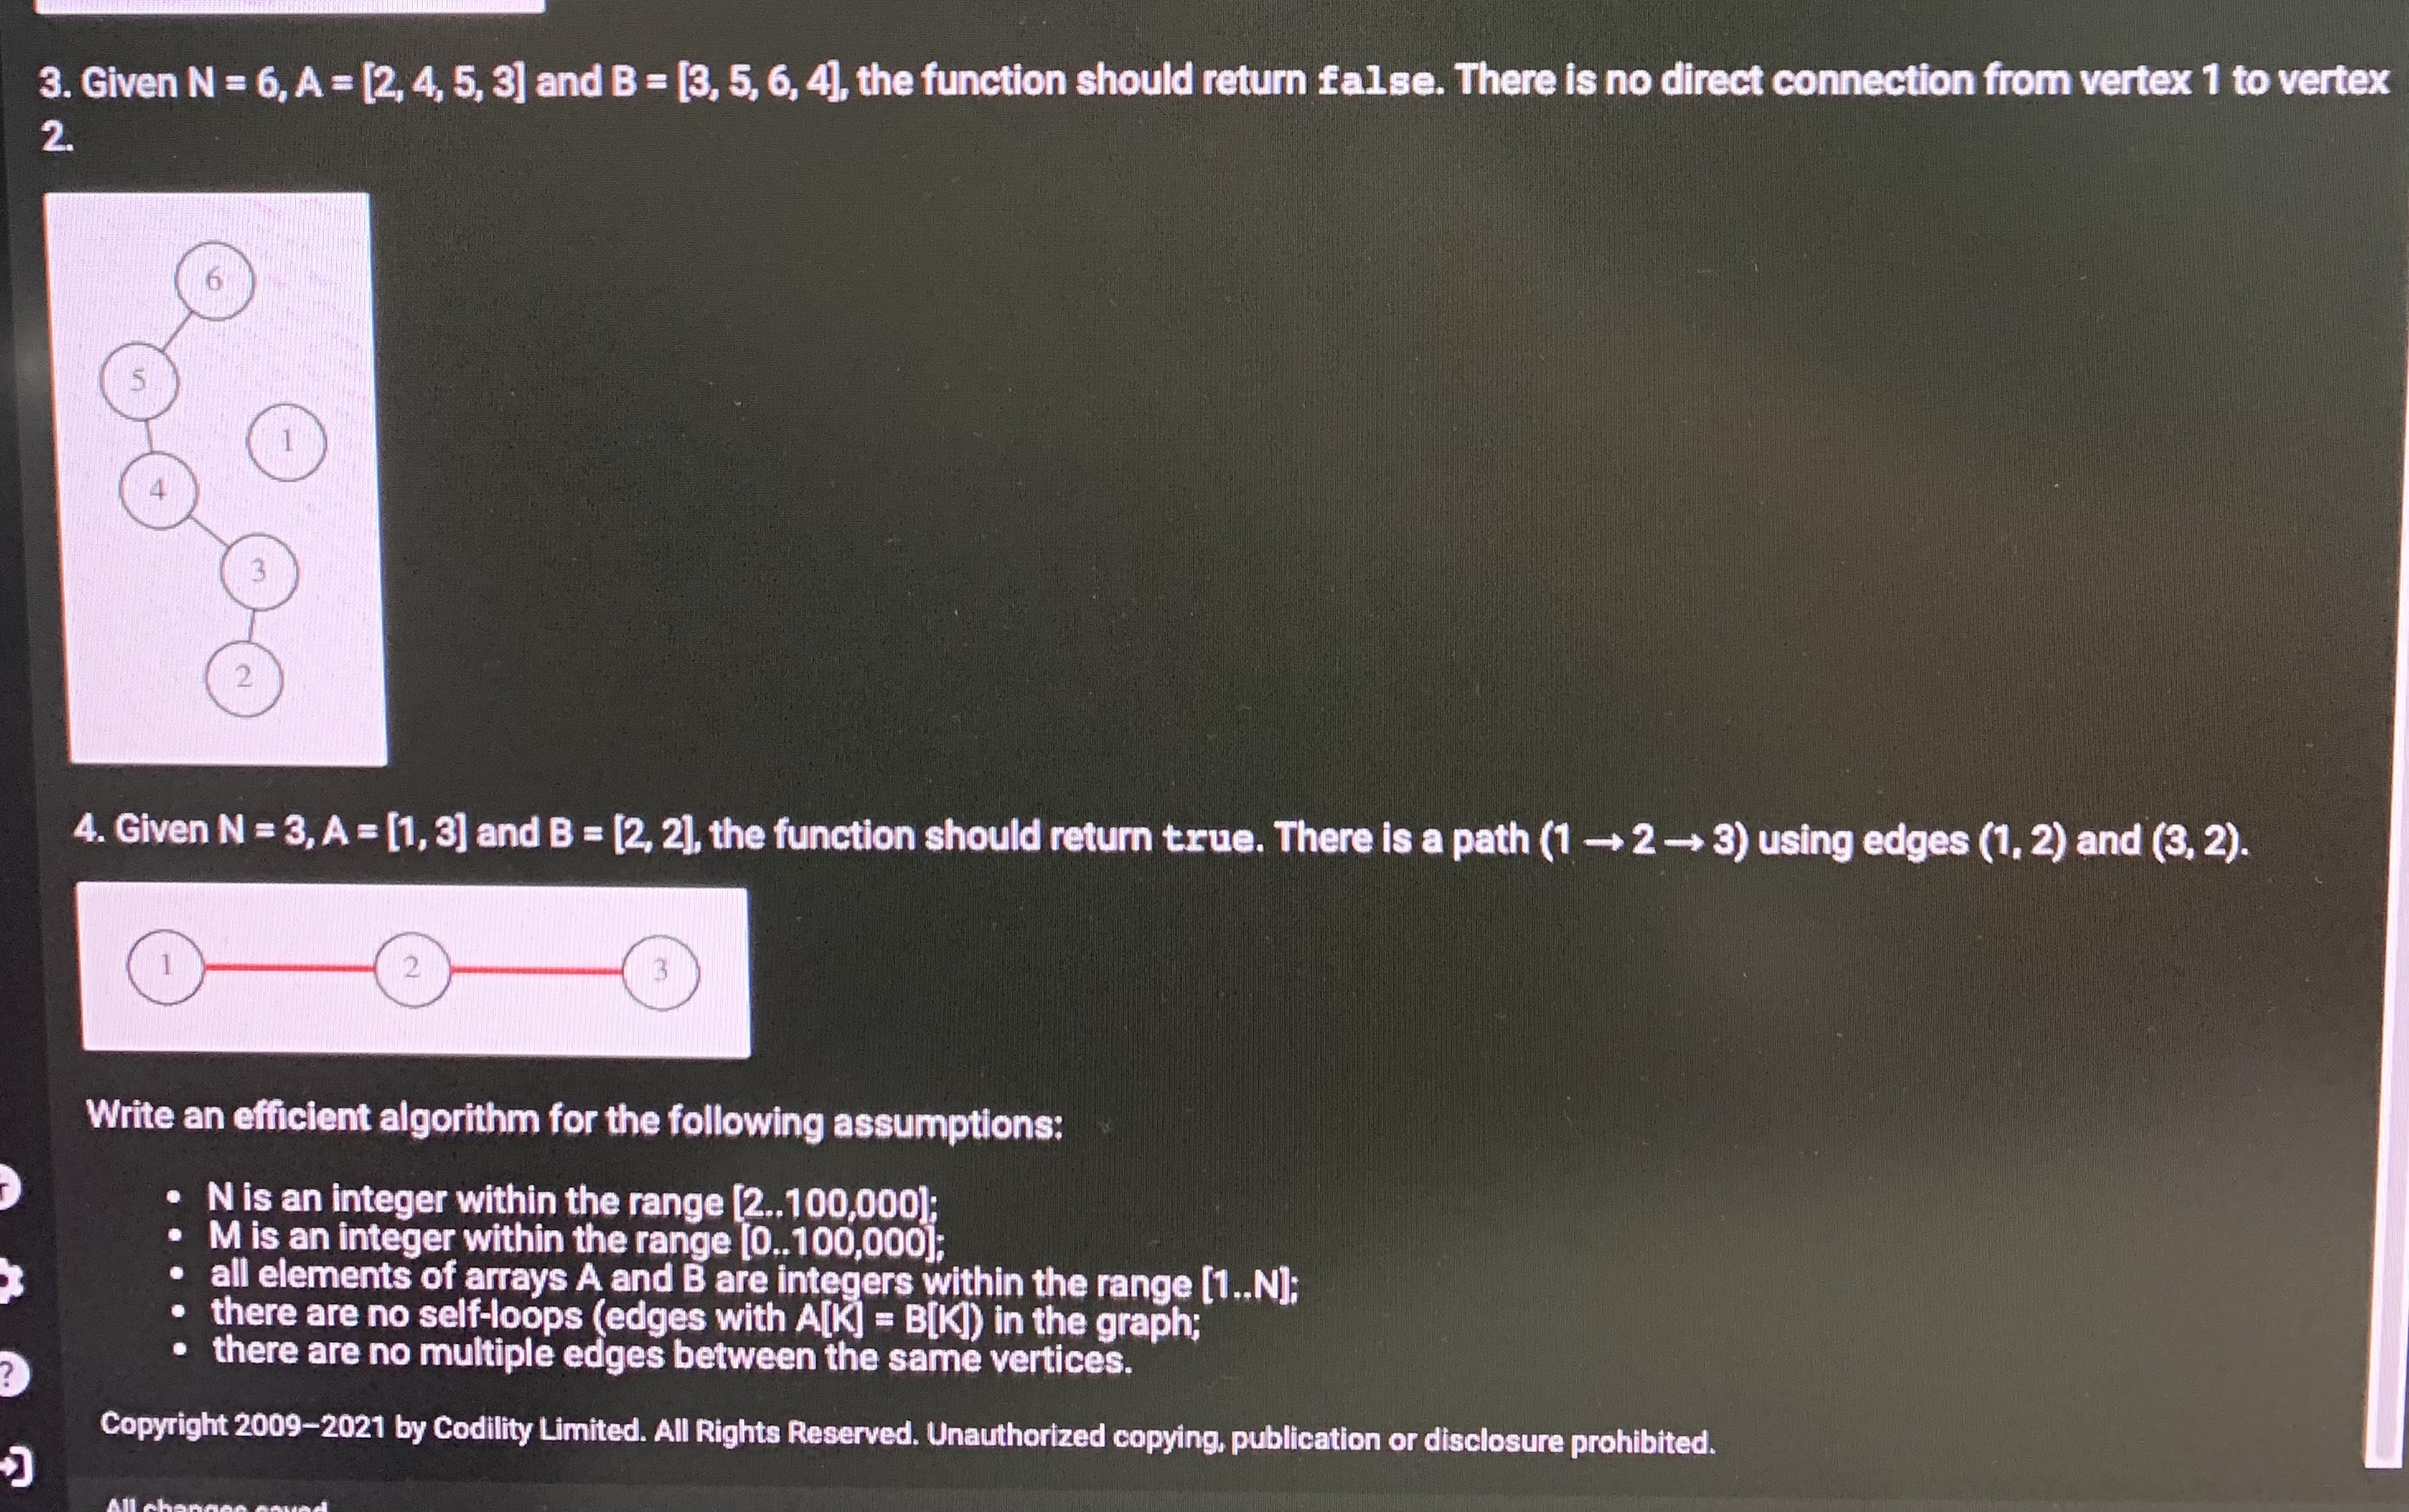 3. Given N = 6, A = [2, 4, 5, 3] and B = [3, 5, 6, 4], the function should return false. There is no direct connection from vertex 1 to vertex
2.
6
5
1
4
3
2
4. Given N = 3, A = [1, 3] and B = [2, 2], the function should return true. There is a path (1 → 2 → 3) using edges (1, 2) and (3, 2).
1 2 3
Write an efficient algorithm for the following assumptions:
• N is an integer within the range [2..100,000];
• M is an integer within the range [0..100,000];
• all elements of arrays A and B are integers within the range [1..N];
• there are no self-loops (edges with A[K] = B[K]) in the graph;
• there are no multiple edges between the same vertices.
?
Copyright 2009–2021 by Codility Limited. All Rights Reserved. Unauthorized copying, publication or disclosure prohibited.
All changes saved